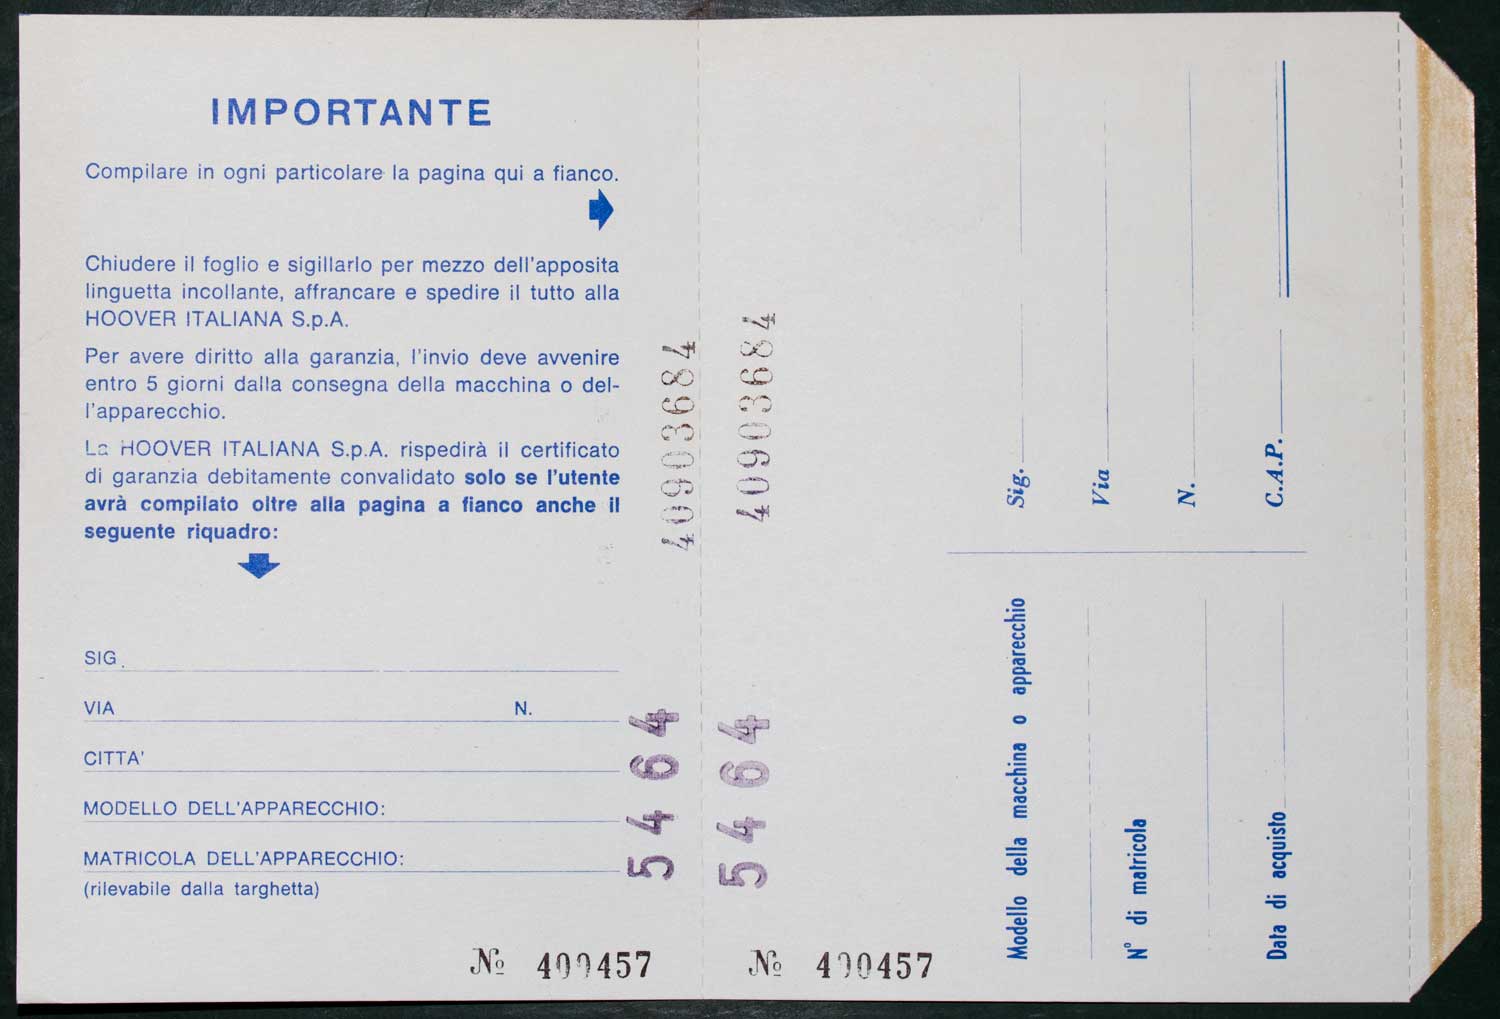 IMPORTANTE
Compilare in ogni particolare la pagina qui a fianco.
Chiudere il foglio e sigillarlo per mezzo dell'apposita
linguetta incollante, affrancare e spedire il tutto alla
HOOVER ITALIANA S.p.A.
Per avere diritto alla garanzia, l'invio deve avvenire
entro 5 giorni dalla consegna della macchina o del-
l'apparecchio.
La HOOVER ITALIANA S.p.A. rispedirà il certificato
di garanzia debitamente convalidato solo se l'utente
avrà compilato oltre alla pagina a fianco anche il
seguente riquadro:
SIG.
VIA N.
CITTA'
MODELLO DELL'APPARECCHIO:
MATRICOLA DELL'APPARECCHIO:
(rilevabile dalla targhetta)
40903684
5464
№ 400457
40903684
5464
№ 400457
Sig.
Via
N.
C.A.P.
Modello della macchina o apparecchio
N° di matricola
Data di acquisto